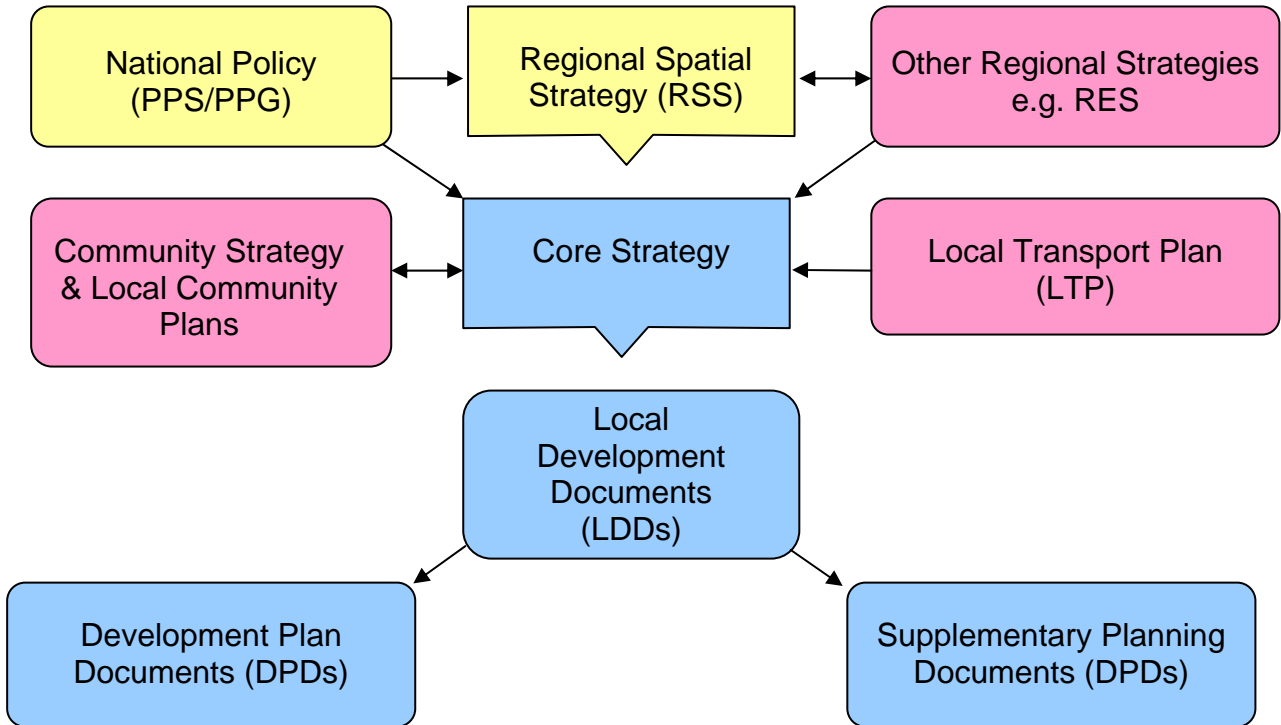 National Policy
(PPS/PPG)
Regional Spatial
Strategy (RSS)
Other Regional Strategies
e.g. RES
Community Strategy
& Local Community
Plans
Core Strategy
Local Transport Plan
(LTP)
Local
Development
Documents
(LDDs)
Development Plan
Documents (DPDs)
Supplementary Planning
Documents (DPDs)